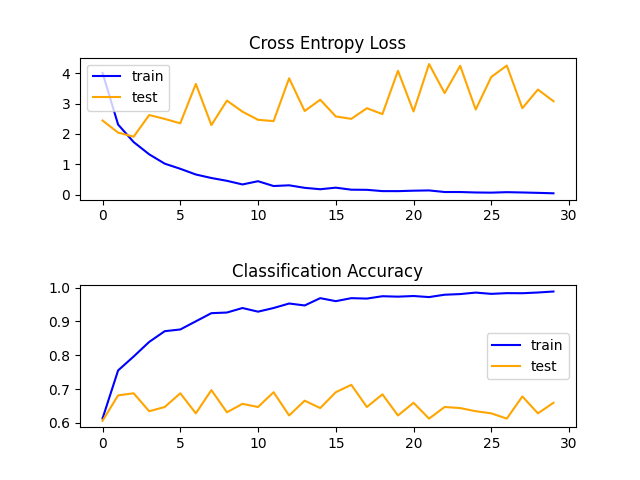 Cross Entropy Loss
4
3
2
1
0
train
test
0 5 10 15 20 25 30
Classification Accuracy
1.0
0.9
0.8
0.7
0.6
train
test
0 5 10 15 20 25 30